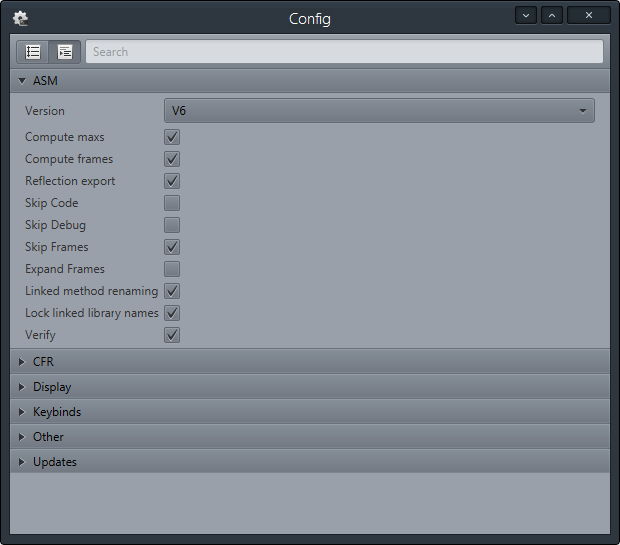 Config
Search
ASM
Version V6
Compute maxs
Compute frames
Reflection export
Skip Code
Skip Debug
Skip Frames
Expand Frames
Linked method renaming
Lock linked library names
Verify
CFR
Display
Keybinds
Other
Updates